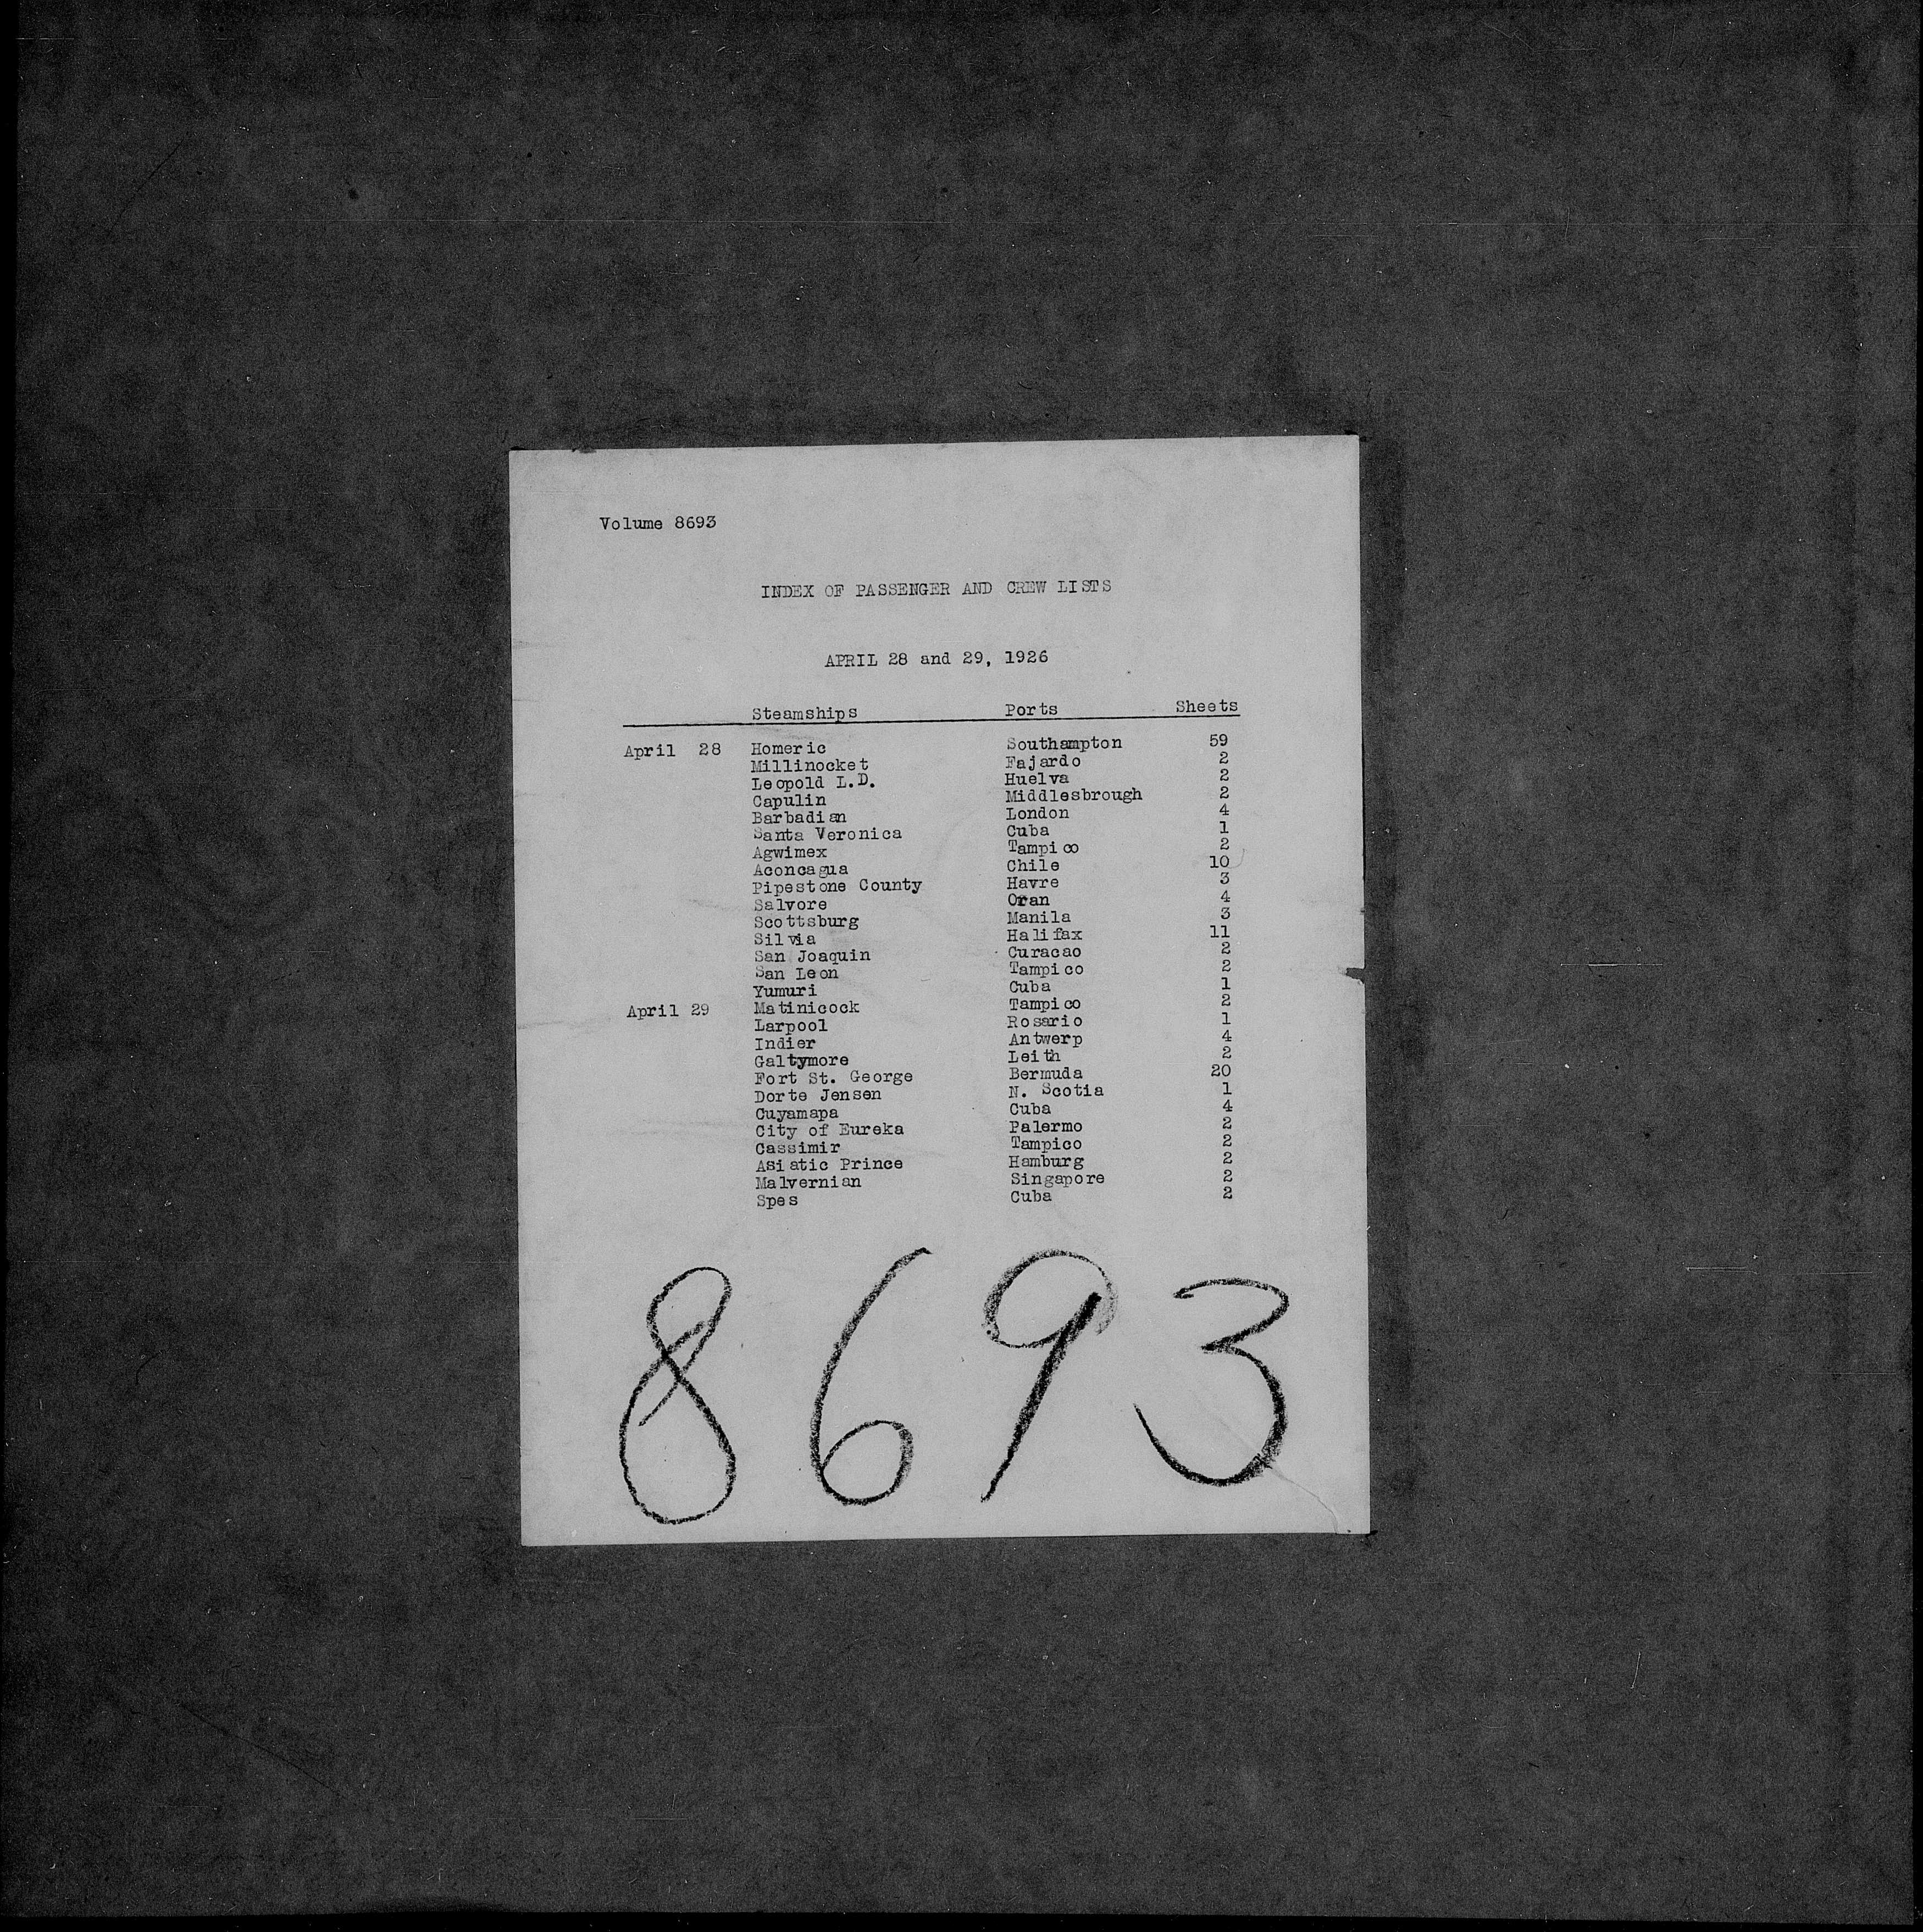 Volume 8693
INDEX OF PASSENGER AND CREW LISTS
APRIL 28 and 29, 1926
Steamships Ports Sheets
April 28 Homeric Southampton 59
Millinocket Fajardo 2
Leopold L.D. Huelva 2
Capulin Middlesbrough 2
Barbadian London 4
Santa Veronica Cuba 1
Agwimex Tampico 2
Aconcagua Chile 10
Pipestone County Havre 3
Salvore Oran 4
Scottsburg Manila 3
Silvia Halifax 11
San Joaquin Curacao 2
San Leon Tampico 2
Yumuri Cuba 1
April 29 Matinicock Tampico 2
Larpool Rosario 1
Indier Antwerp 4
Galtymore Leith 2
Fort St. George Bermuda 20
Dorte Jensen N. Scotia 1
Cuyamapa Cuba 4
City of Eureka Palermo 2
Cassimir Tampico 2
Asiatic Prince Hamburg 2
Malvernian Singapore 2
Spes Cuba 2
8693